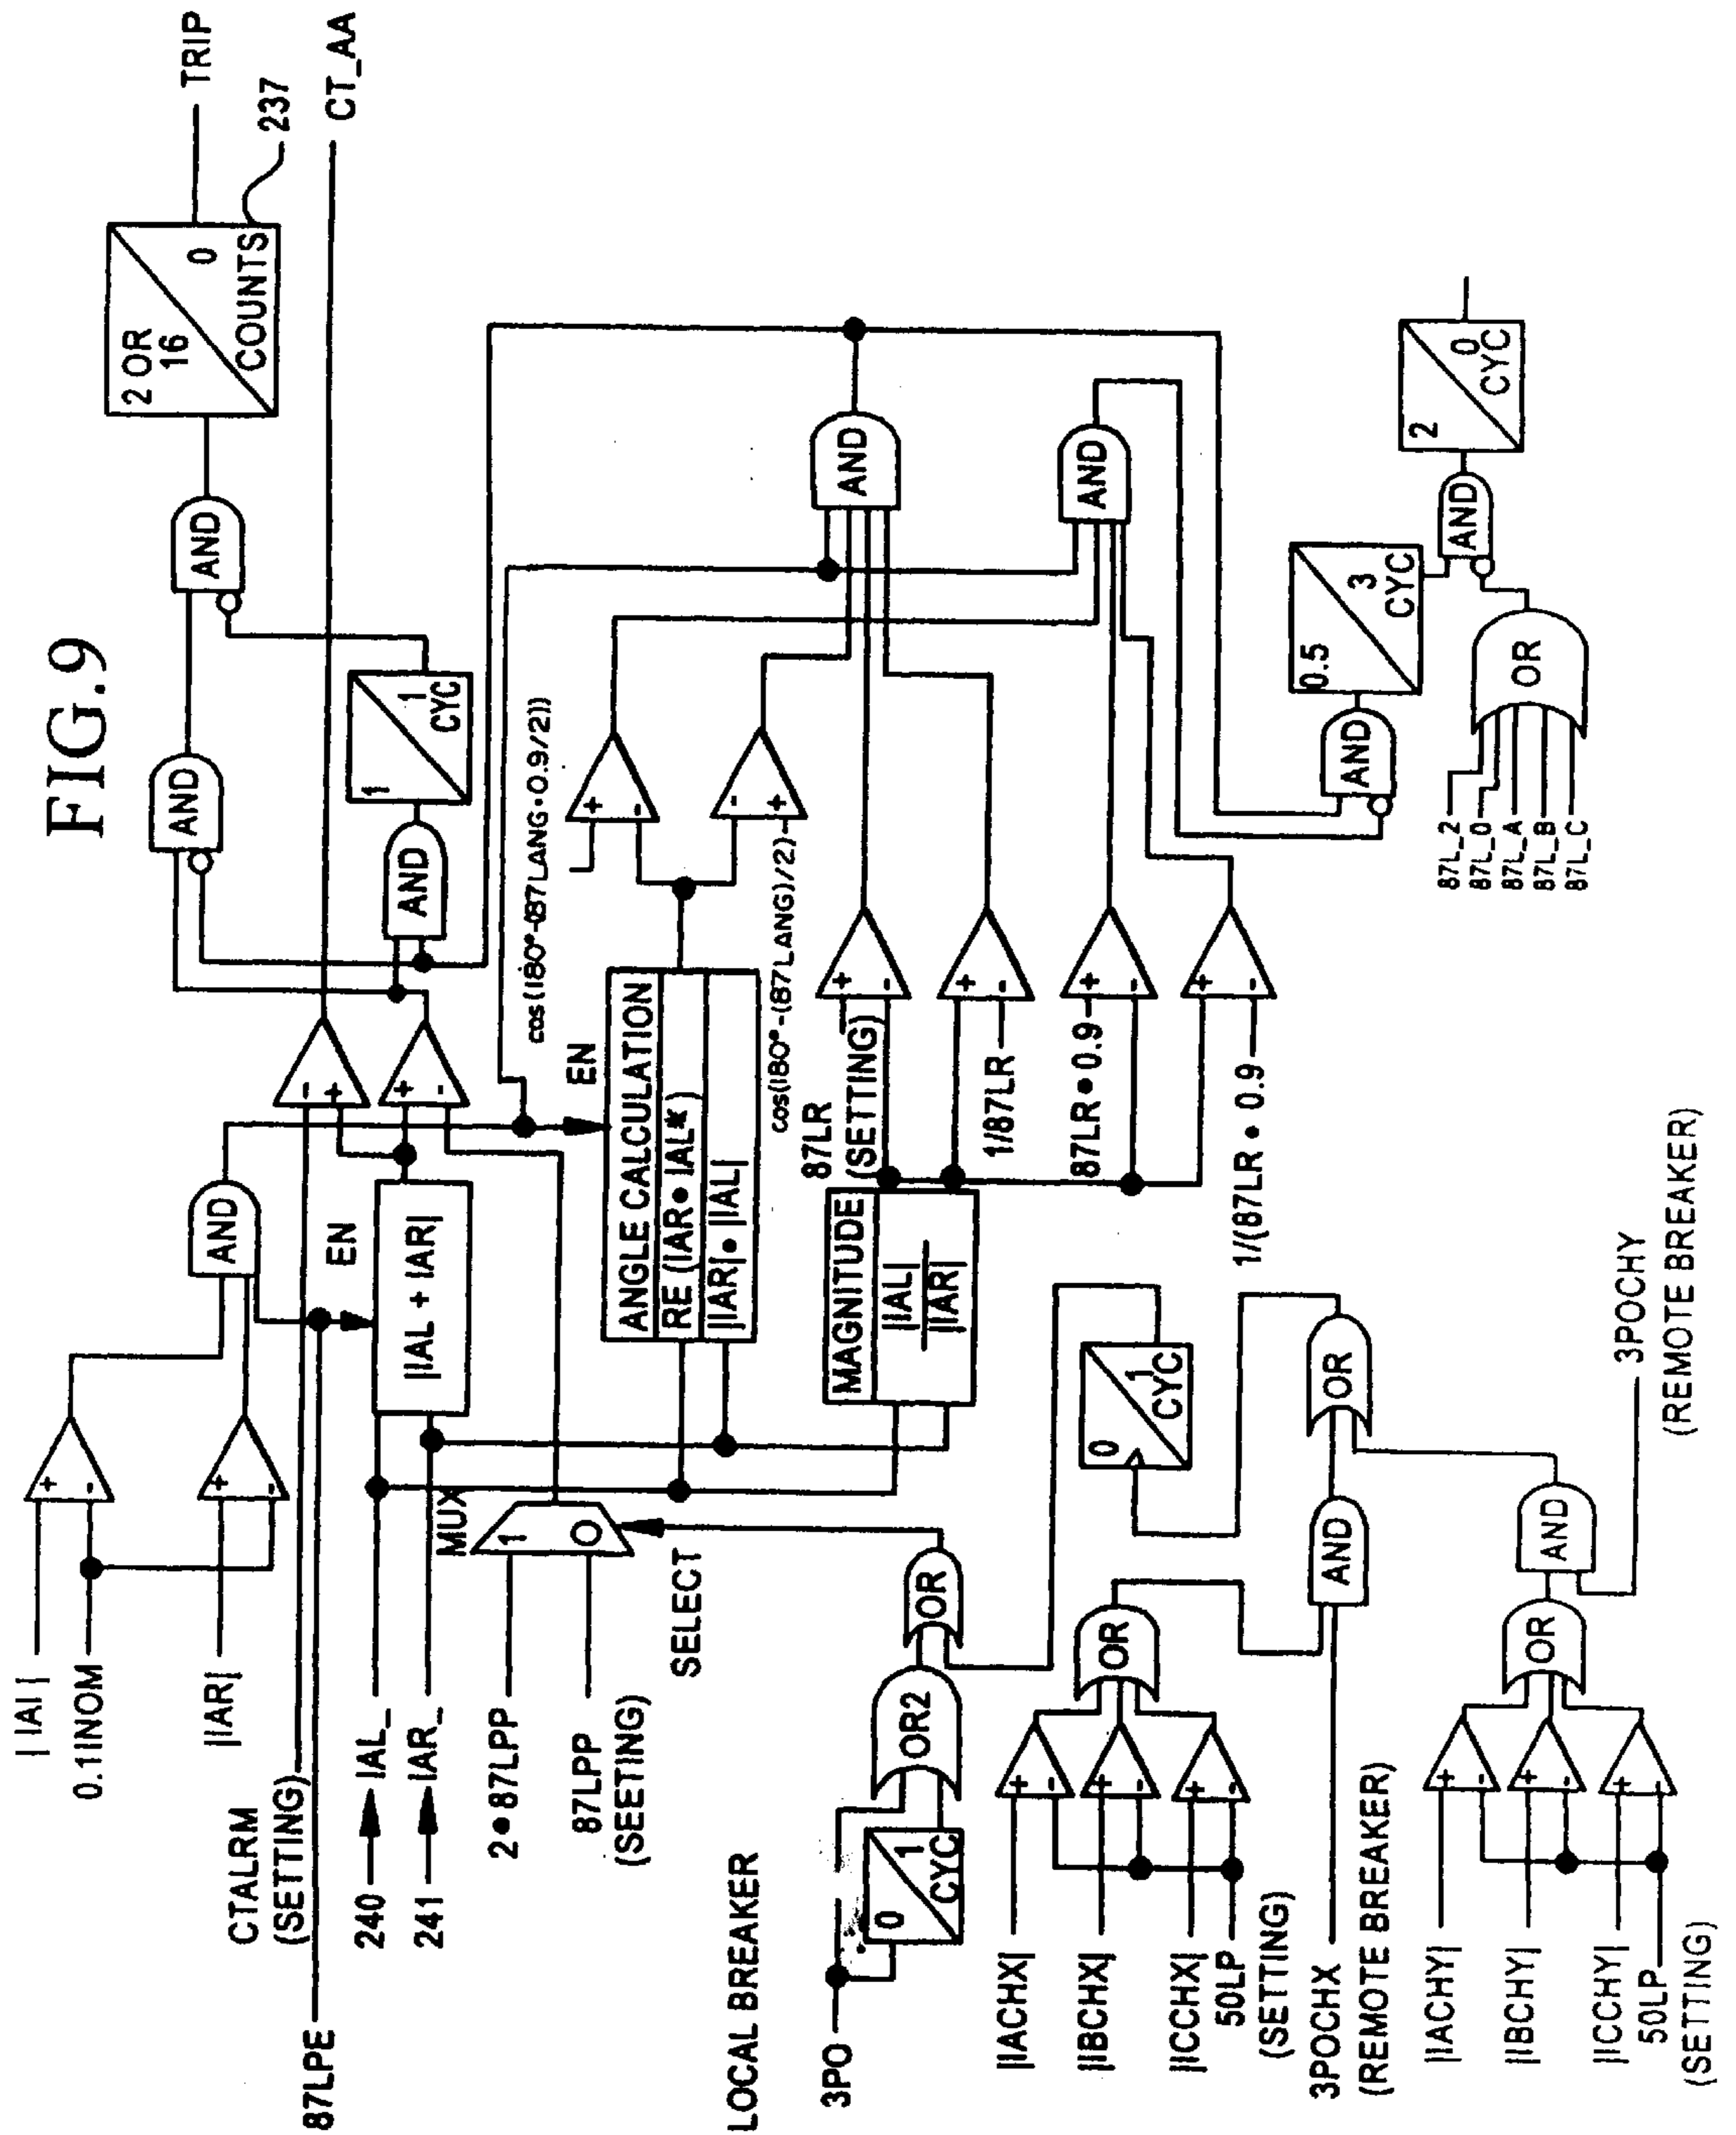 FIG.9
| IAI |
0.1INOM
||IAR|
CTALRM
(SETTING)
87LPE
240
IAL_
241
IAR_
2•87LPP
87LPP
(SEETING)
MUX
1
0
SELECT
+
-
+
-
AND
EN
||IAL + IAR|
-
+
+
-
AND
AND
1
1
CYC
AND
2 OR
16
0
COUNTS
TRIP
237
CT_AA
EN
ANGLE CALCULATION
RE (IAR • IAL*)
||IAR| • ||IAL|
cos(180°-(87LANG•0.9/2))
cos(180°-(87LANG)/2)
+
-
-
+
MAGNITUDE
||IAL|
||IAR|
87LR
(SETTING)
1/87LR
87LR • 0.9
1/(87LR • 0.9
+
-
+
-
+
-
+
-
AND
AND
AND
0.5
3
CYC
87L_2
87L_0
87L_A
87L_B
87L_C
OR
AND
2
0
CYC
LOCAL BREAKER
3PO
0
1
CYC
OR2
OR
||IACHX|
||IBCHX|
||ICCHX|
50LP
(SETTING)
+
-
+
-
+
-
OR
3POCHX
(REMOTE BREAKER)
AND
OR
0
1
CYC
||IACHY|
||IBCHY|
||ICCHY|
50LP
(SETTING)
+
-
+
-
+
-
OR
AND
3POCHY
(REMOTE BREAKER)